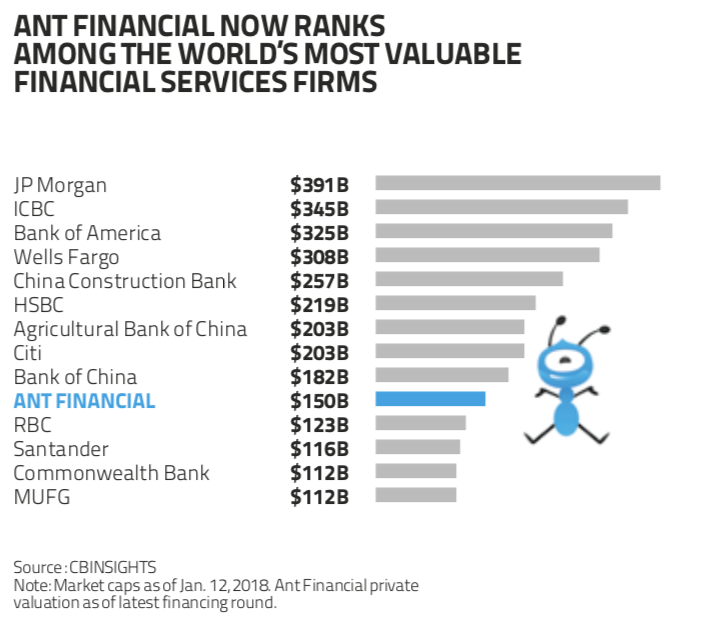 ANT FINANCIAL NOW RANKS
AMONG THE WORLD'S MOST VALUABLE
FINANCIAL SERVICES FIRMS
JP Morgan $391B
ICBC $345B
Bank of America $325B
Wells Fargo $308B
China Construction Bank $257B
HSBC $219B
Agricultural Bank of China $203B
Citi $203B
Bank of China $182B
ANT FINANCIAL $150B
RBC $123B
Santander $116B
Commonwealth Bank $112B
MUFG $112B
Source: CBINSIGHTS
Note: Market caps as of Jan. 12, 2018. Ant Financial private
valuation as of latest financing round.